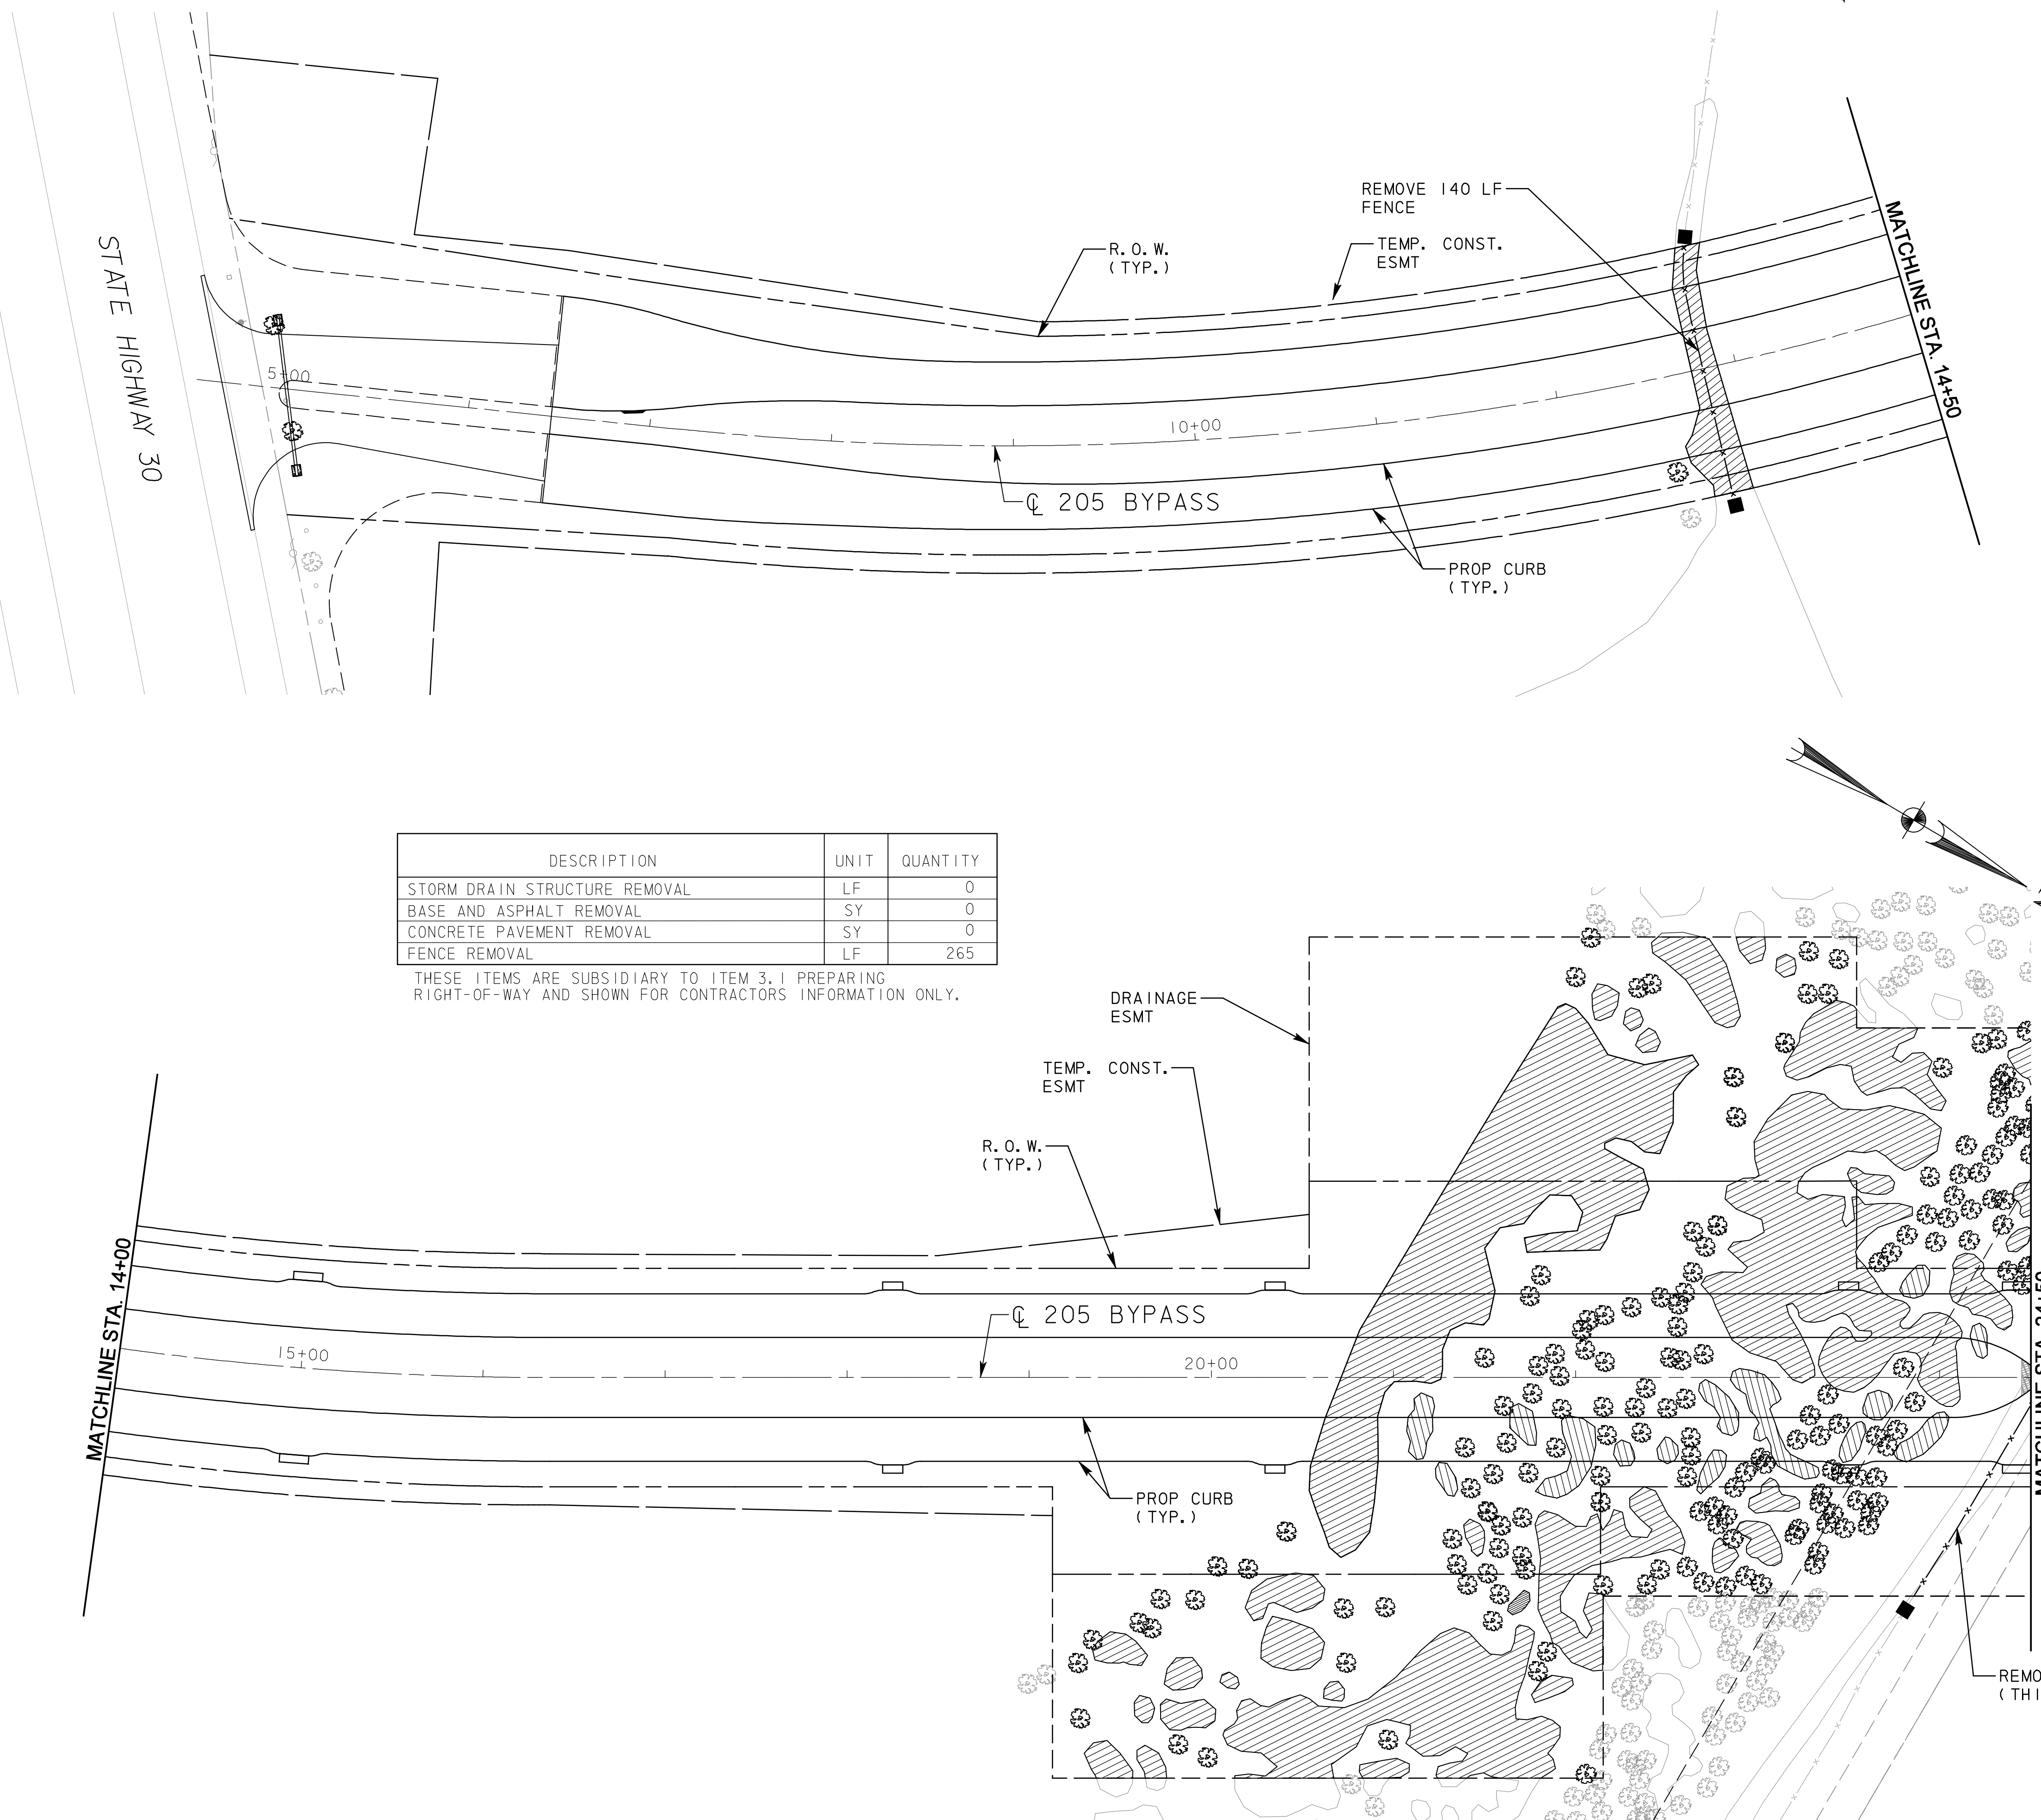 STATE HIGHWAY 30
5+00
R.O.W.
(TYP.)
REMOVE 140 LF
FENCE
TEMP. CONST.
ESMT
MATCHLINE STA. 14+50
10+00
℄ 205 BYPASS
PROP CURB
(TYP.)
DESCRIPTION UNIT QUANTITY
STORM DRAIN STRUCTURE REMOVAL LF 0
BASE AND ASPHALT REMOVAL SY 0
CONCRETE PAVEMENT REMOVAL SY 0
FENCE REMOVAL LF 265
THESE ITEMS ARE SUBSIDIARY TO ITEM 3.1 PREPARING
RIGHT-OF-WAY AND SHOWN FOR CONTRACTORS INFORMATION ONLY.
DRAINAGE
ESMT
TEMP. CONST.
ESMT
R.O.W.
(TYP.)
MATCHLINE STA. 14+00
℄ 205 BYPASS
15+00
20+00
PROP CURB
(TYP.)
REMO
(THI